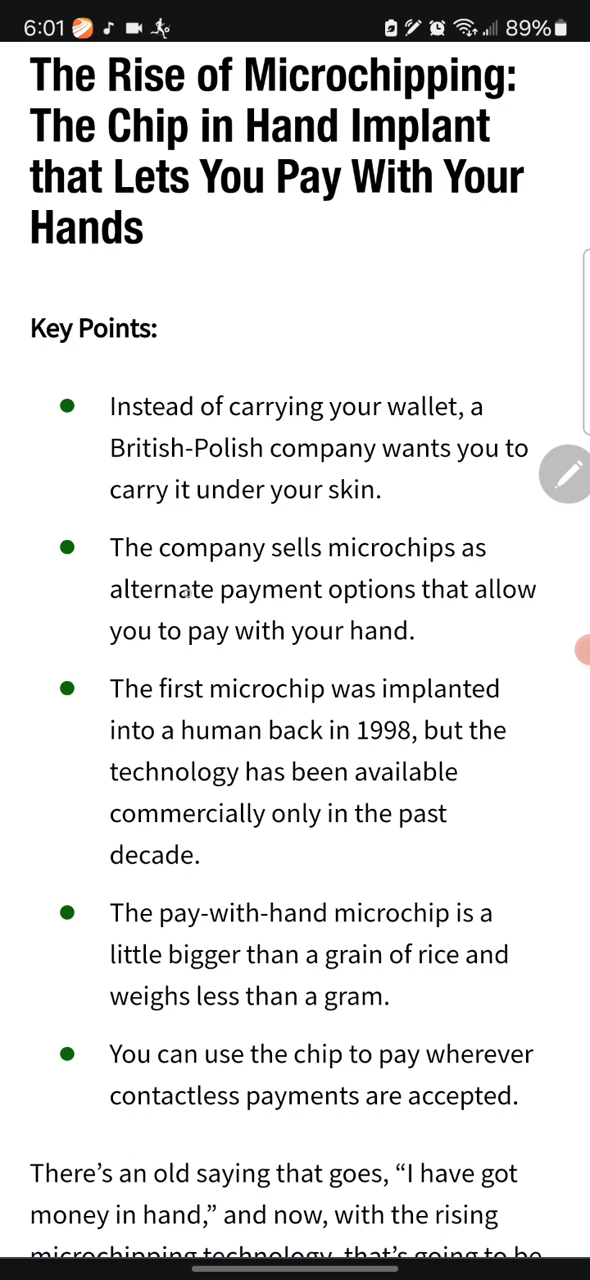 6:01
89%
The Rise of Microchipping:
The Chip in Hand Implant
that Lets You Pay With Your
Hands
Key Points:
Instead of carrying your wallet, a
British-Polish company wants you to
carry it under your skin.
The company sells microchips as
alternate payment options that allow
you to pay with your hand.
The first microchip was implanted
into a human back in 1998, but the
technology has been available
commercially only in the past
decade.
The pay-with-hand microchip is a
little bigger than a grain of rice and
weighs less than a gram.
You can use the chip to pay wherever
contactless payments are accepted.
There’s an old saying that goes, “I have got
money in hand,” and now, with the rising
microchipping technology, that’s going to be